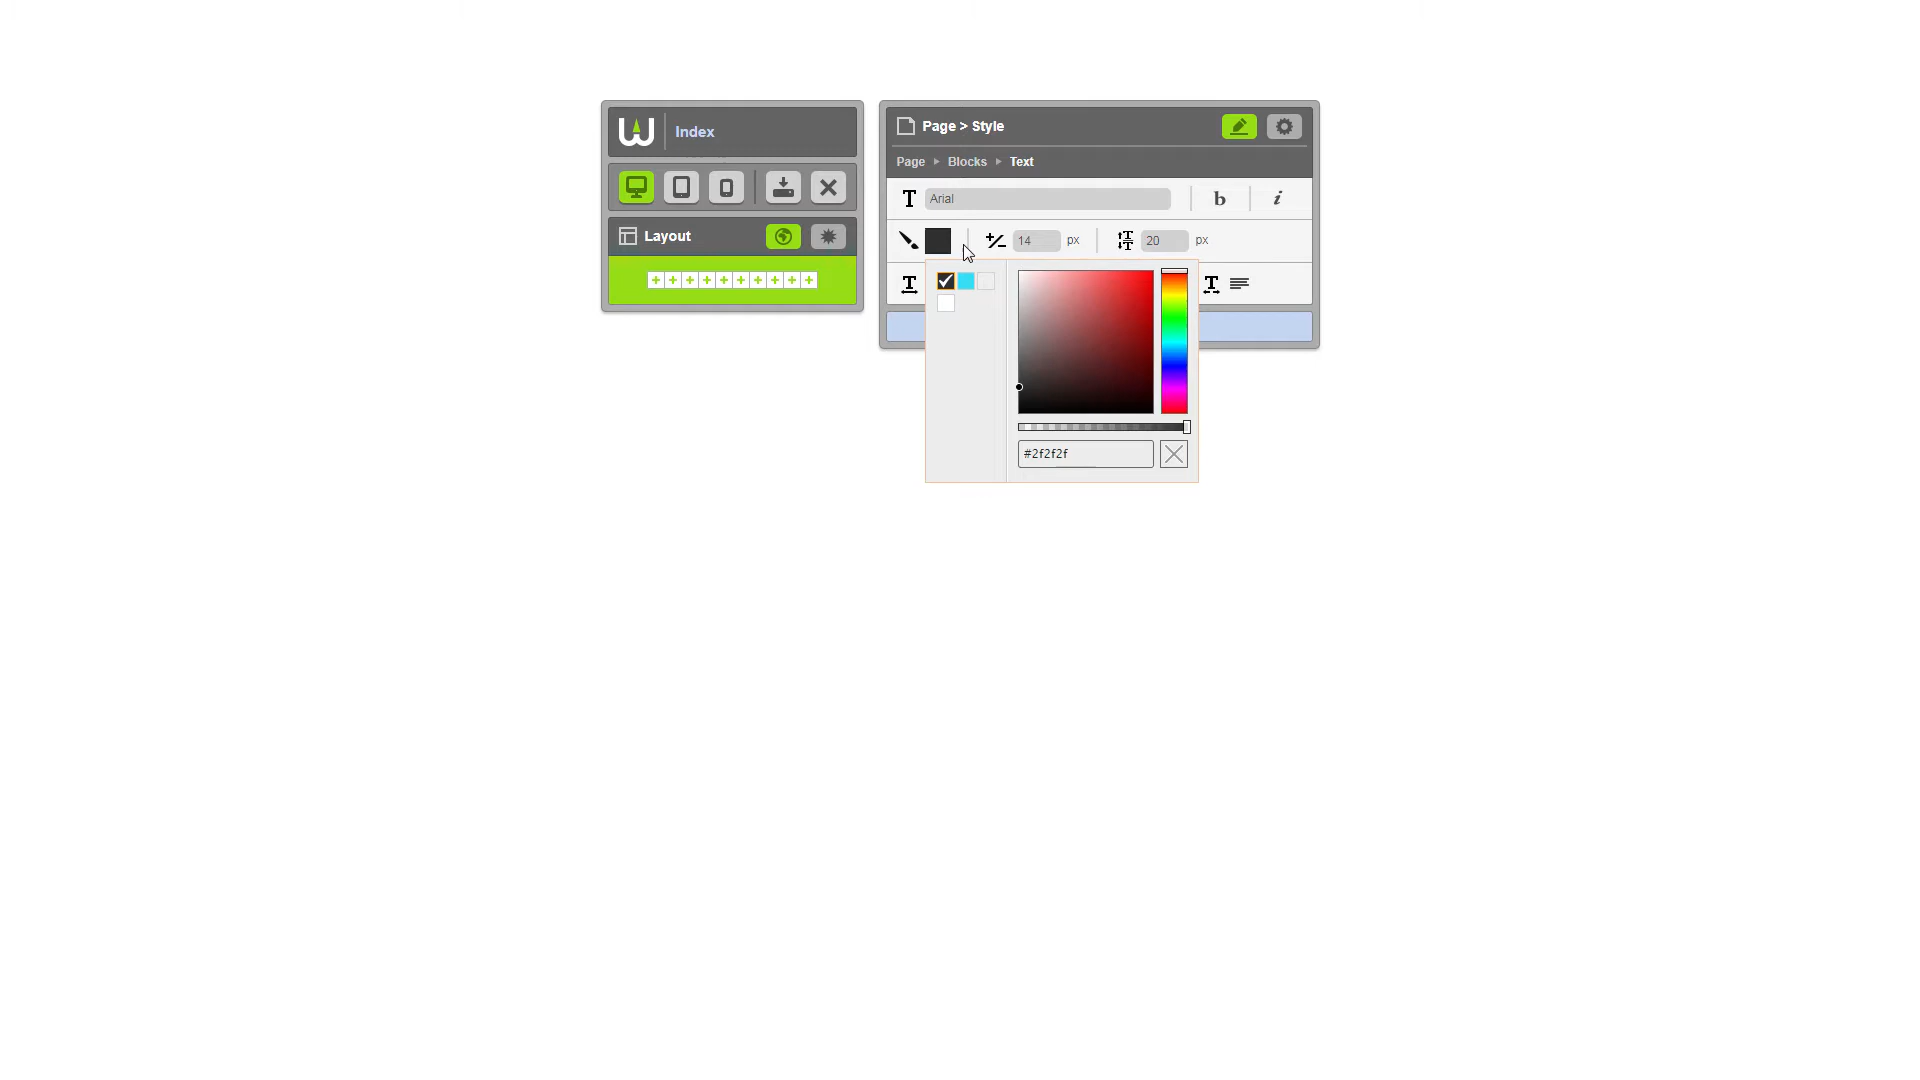 Index
Layout
Page > Style
Page Blocks Text
T Arial b i
14 px 20 px
#2f2f2f